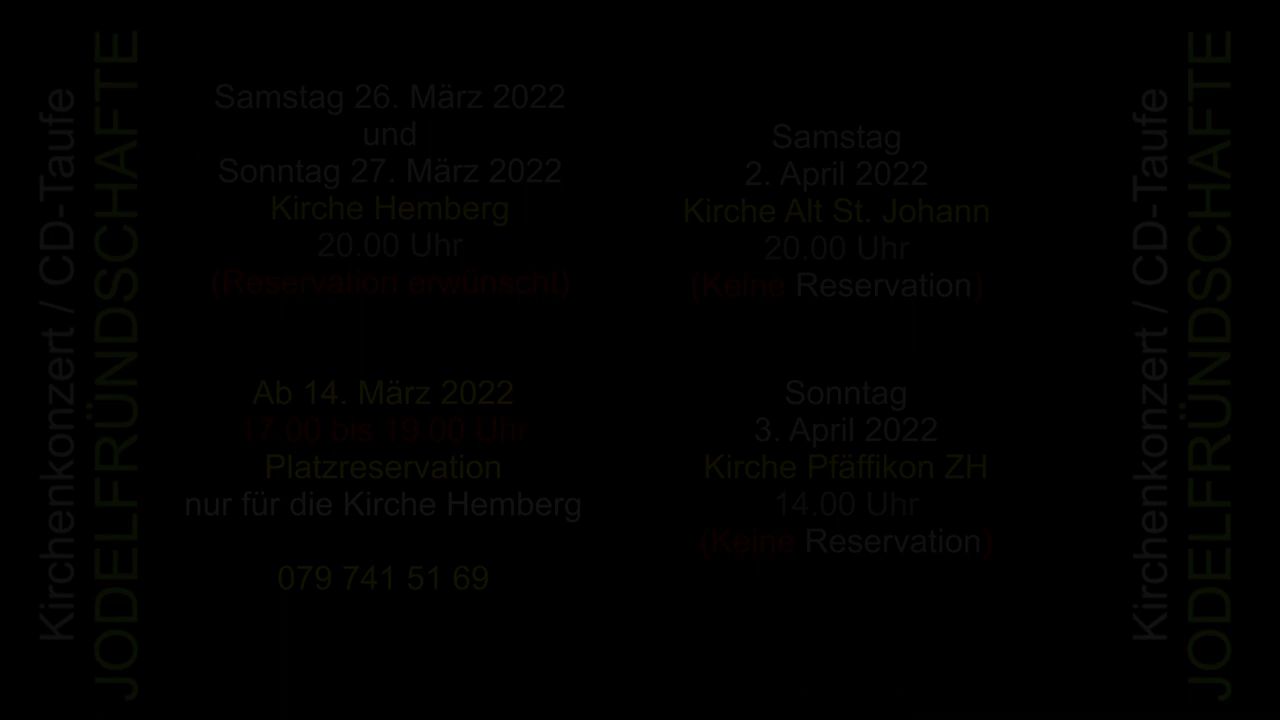 Kirchenkonzert / CD-Taufe
JODELFRÜNDSCHAFTE
Samstag 26. März 2022
und
Sonntag 27. März 2022
Kirche Hemberg
20.00 Uhr
(Reservation erwünscht)
Ab 14. März 2022
17.00 bis 19.00 Uhr
Platzreservation
nur für die Kirche Hemberg
079 741 51 69
Samstag
2. April 2022
Kirche Alt St. Johann
20.00 Uhr
(Keine Reservation)
Sonntag
3. April 2022
Kirche Pfäffikon ZH
14.00 Uhr
(Keine Reservation)
Kirchenkonzert / CD-Taufe
JODELFRÜNDSCHAFTE